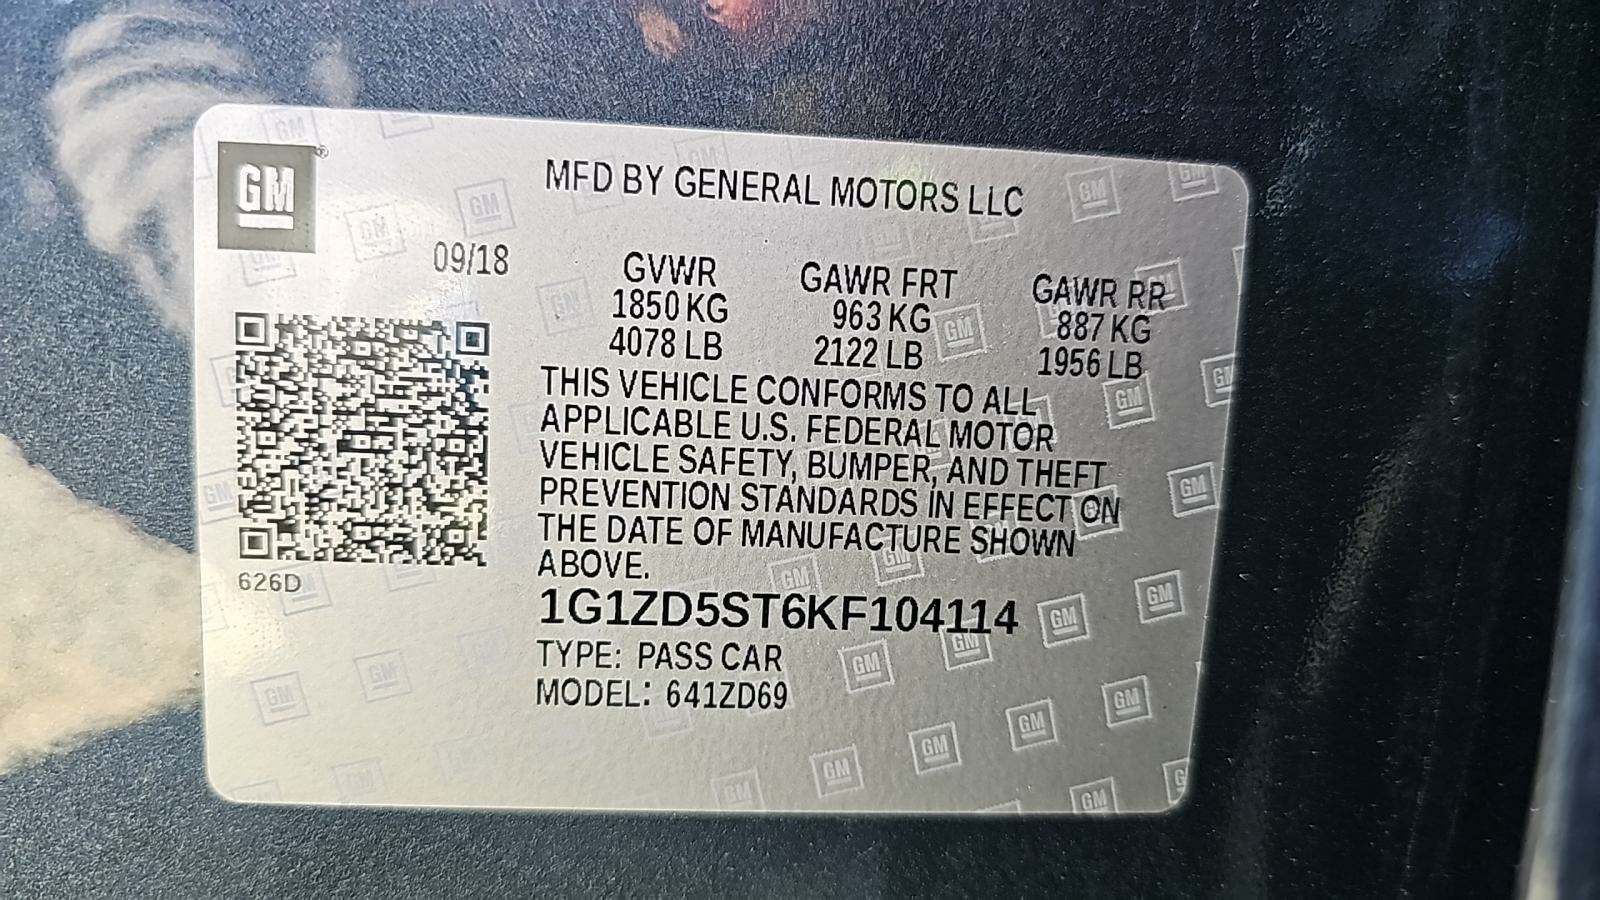 GM
MFD BY GENERAL MOTORS LLC
09/18
GVWR GAWR FRT GAWR RR
1850 KG 963 KG 887 KG
4078 LB 2122 LB 1956 LB
THIS VEHICLE CONFORMS TO ALL
APPLICABLE U.S. FEDERAL MOTOR
VEHICLE SAFETY, BUMPER, AND THEFT
PREVENTION STANDARDS IN EFFECT ON
THE DATE OF MANUFACTURE SHOWN
ABOVE.
626D
1G1ZD5ST6KF104114
TYPE: PASS CAR
MODEL: 641ZD69